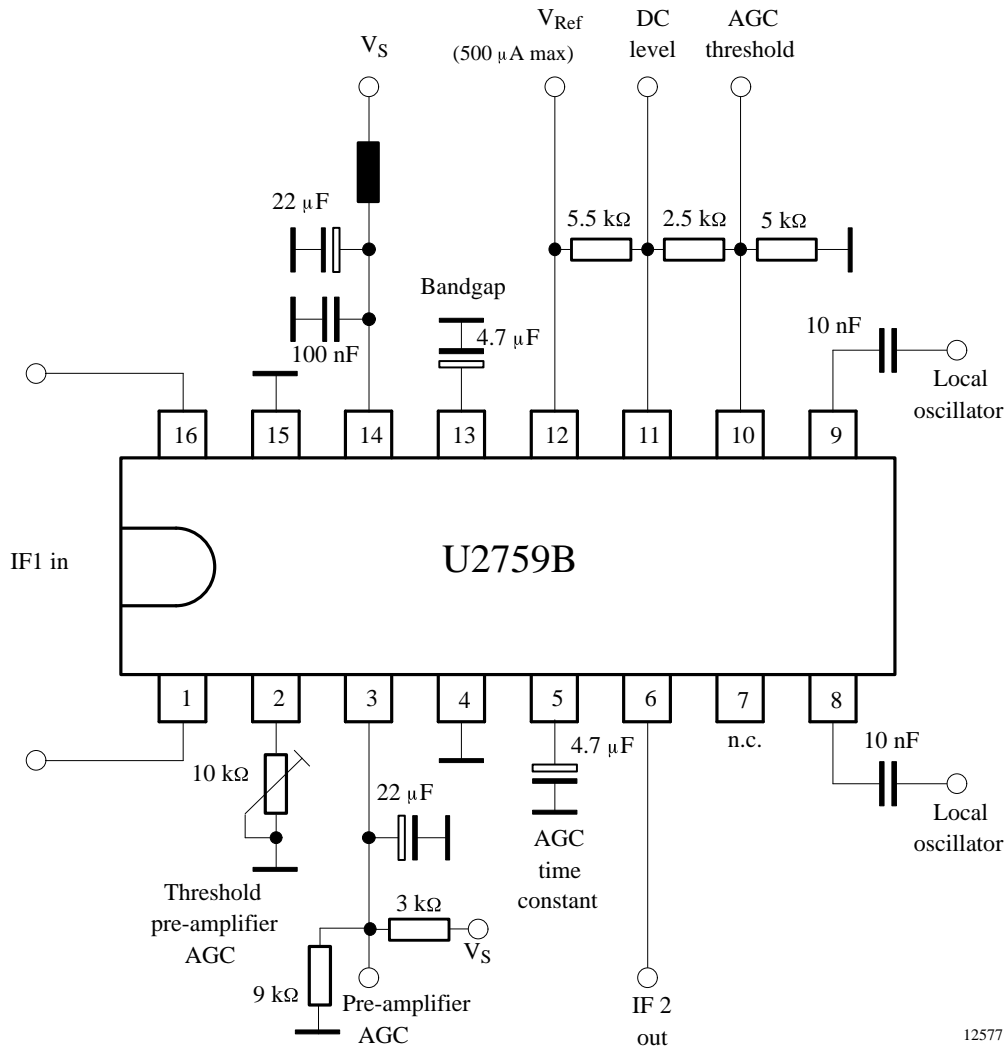 V_Ref
DC
AGC
V_S
(500 µA max)
level
threshold
22 µF
5.5 kΩ
2.5 kΩ
5 kΩ
Bandgap
10 nF
100 nF
4.7 µF
Local
oscillator
16
15
14
13
12
11
10
9
IF1 in
U2759B
1
2
3
4
5
6
7
8
n.c.
4.7 µF
10 nF
10 kΩ
22 µF
Local
oscillator
AGC
time
constant
Threshold
pre-amplifier
AGC
3 kΩ
V_S
9 kΩ
Pre-amplifier
AGC
IF 2
out
12577